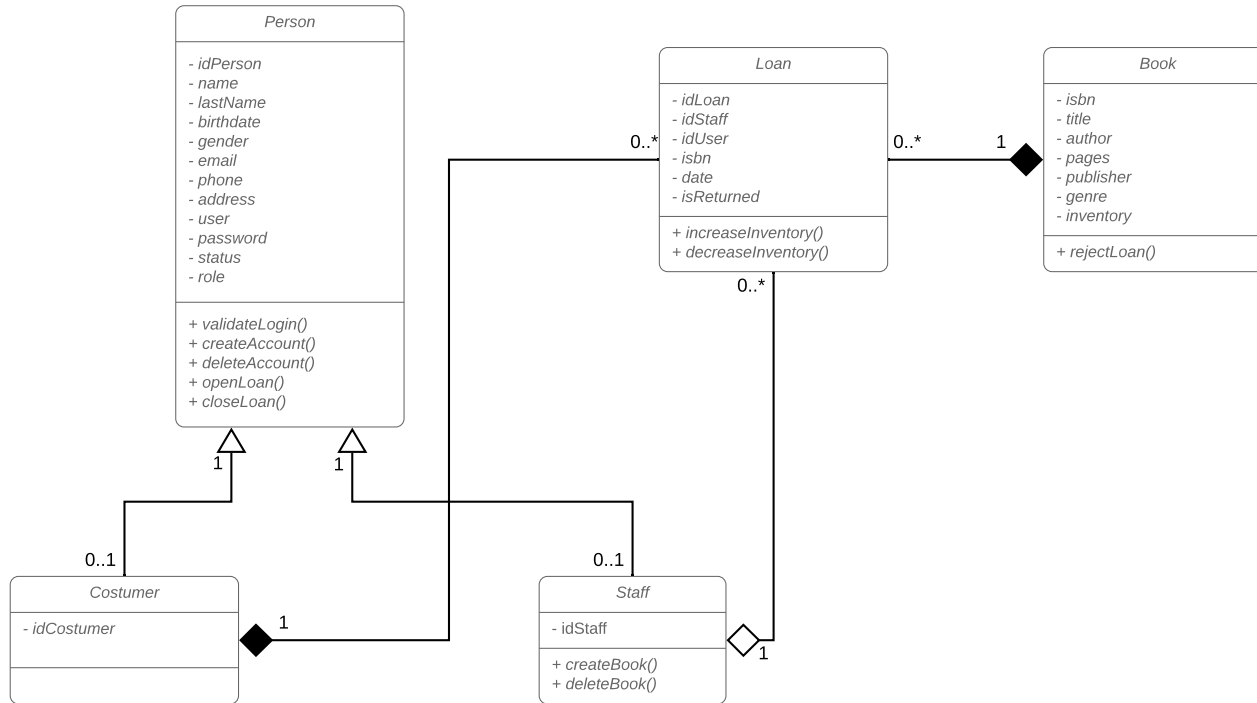 Person
- idPerson
- name
- lastName
- birthdate
- gender
- email
- phone
- address
- user
- password
- status
- role
+ validateLogin()
+ createAccount()
+ deleteAccount()
+ openLoan()
+ closeLoan()
Loan
- idLoan
- idStaff
- idUser
- isbn
- date
- isReturned
+ increaseInventory()
+ decreaseInventory()
Book
- isbn
- title
- author
- pages
- publisher
- genre
- inventory
+ rejectLoan()
0..*
0..*
1
0..*
1
1
0..1
0..1
Costumer
- idCostumer
1
Staff
- idStaff
+ createBook()
+ deleteBook()
1